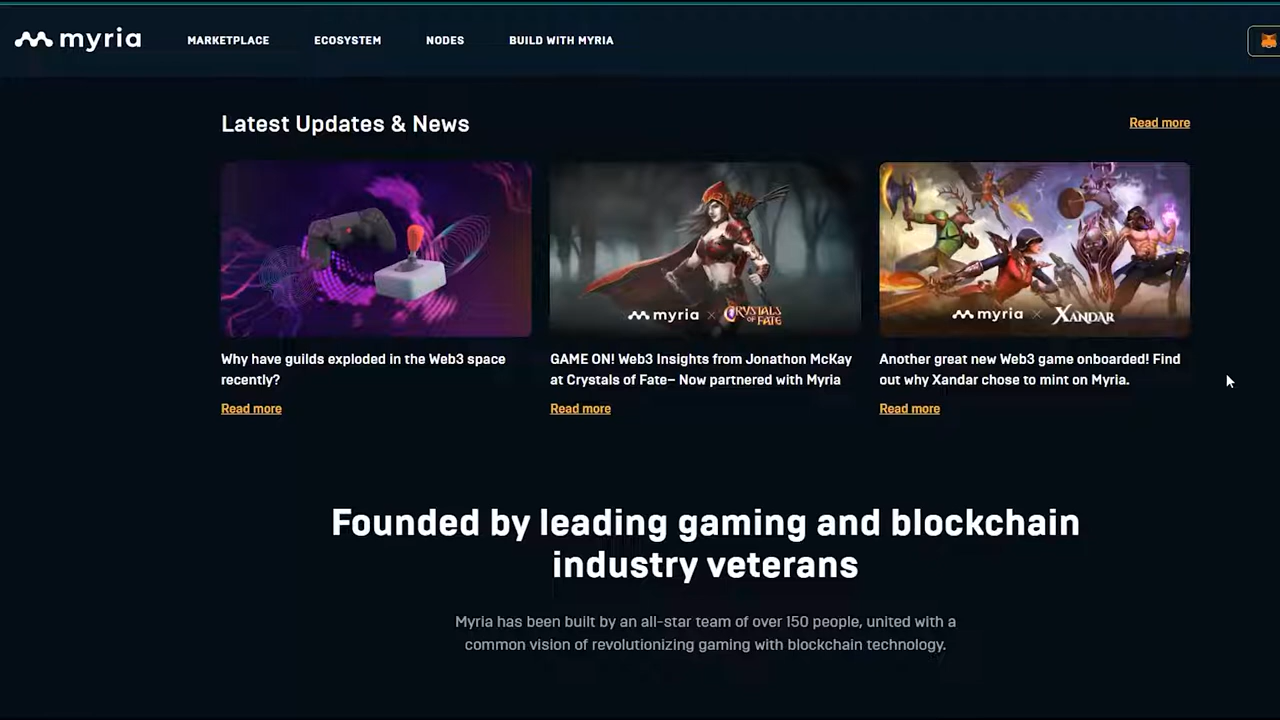 myria
MARKETPLACE
ECOSYSTEM
NODES
BUILD WITH MYRIA
Latest Updates & News
Read more
myria × CRYSTALS OF FATE
myria × XANDAR
Why have guilds exploded in the Web3 space
recently?
Read more
GAME ON! Web3 Insights from Jonathon McKay
at Crystals of Fate– Now partnered with Myria
Read more
Another great new Web3 game onboarded! Find
out why Xandar chose to mint on Myria.
Read more
Founded by leading gaming and blockchain
industry veterans
Myria has been built by an all-star team of over 150 people, united with a
common vision of revolutionizing gaming with blockchain technology.